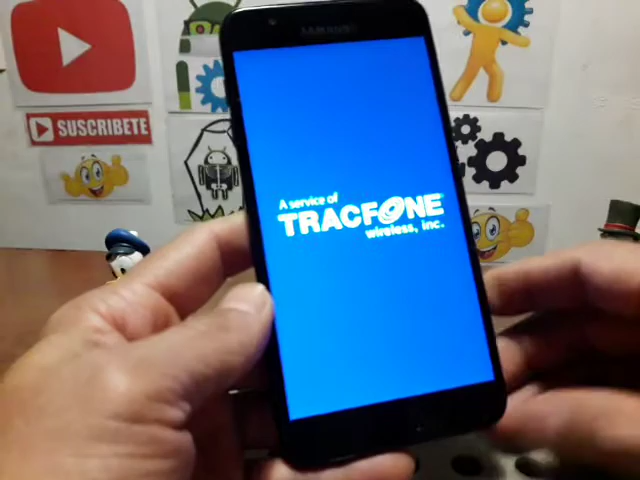 SAMSUNG
SUSCRIBETE
A service of
TRACFONE
wireless, inc.